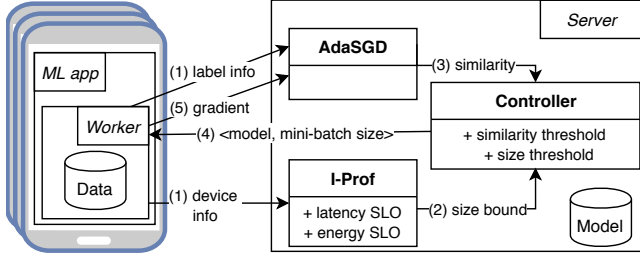 Server
AdaSGD
ML app
(1) label info
(3) similarity
(5) gradient
Controller
Worker
(4) <model, mini-batch size>
+ similarity threshold
+ size threshold
Data
I-Prof
(1) device
info
+ latency SLO
+ energy SLO
(2) size bound
Model